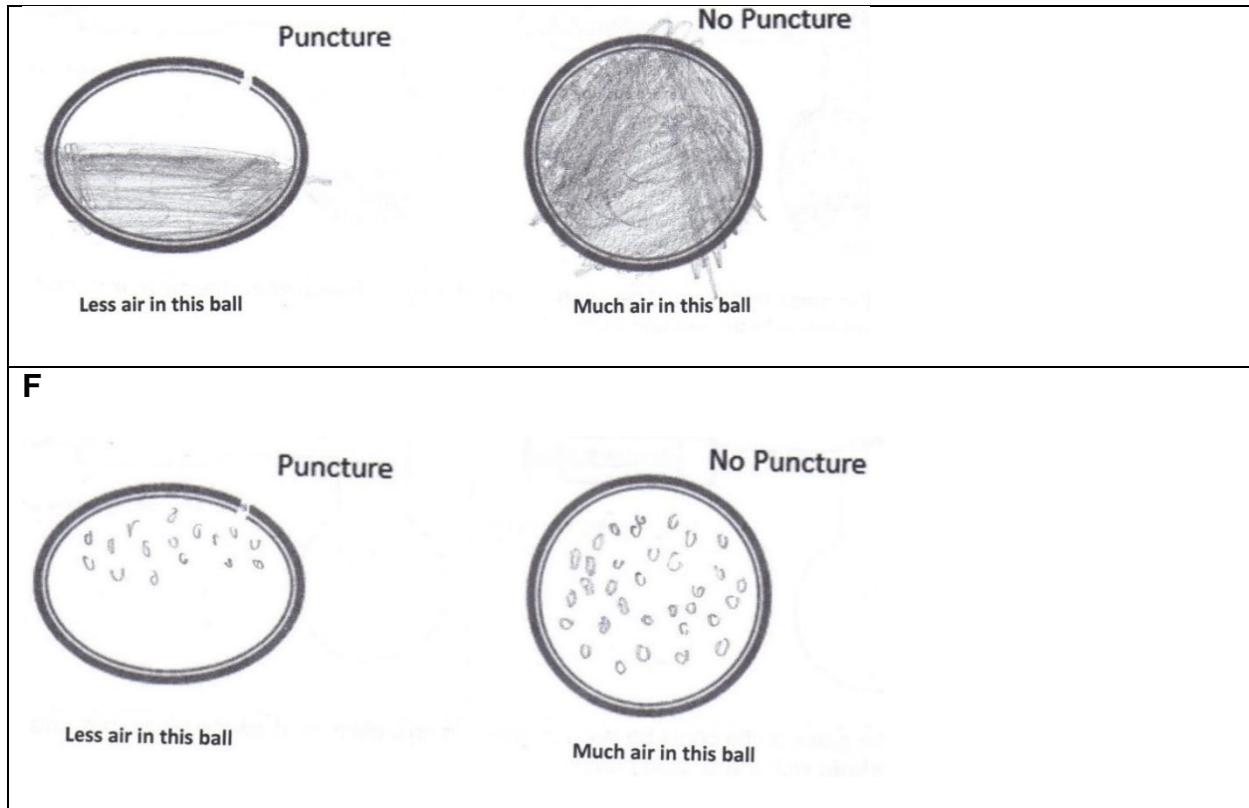 Puncture
No Puncture
Less air in this ball
Much air in this ball
F
Puncture
No Puncture
Less air in this ball
Much air in this ball